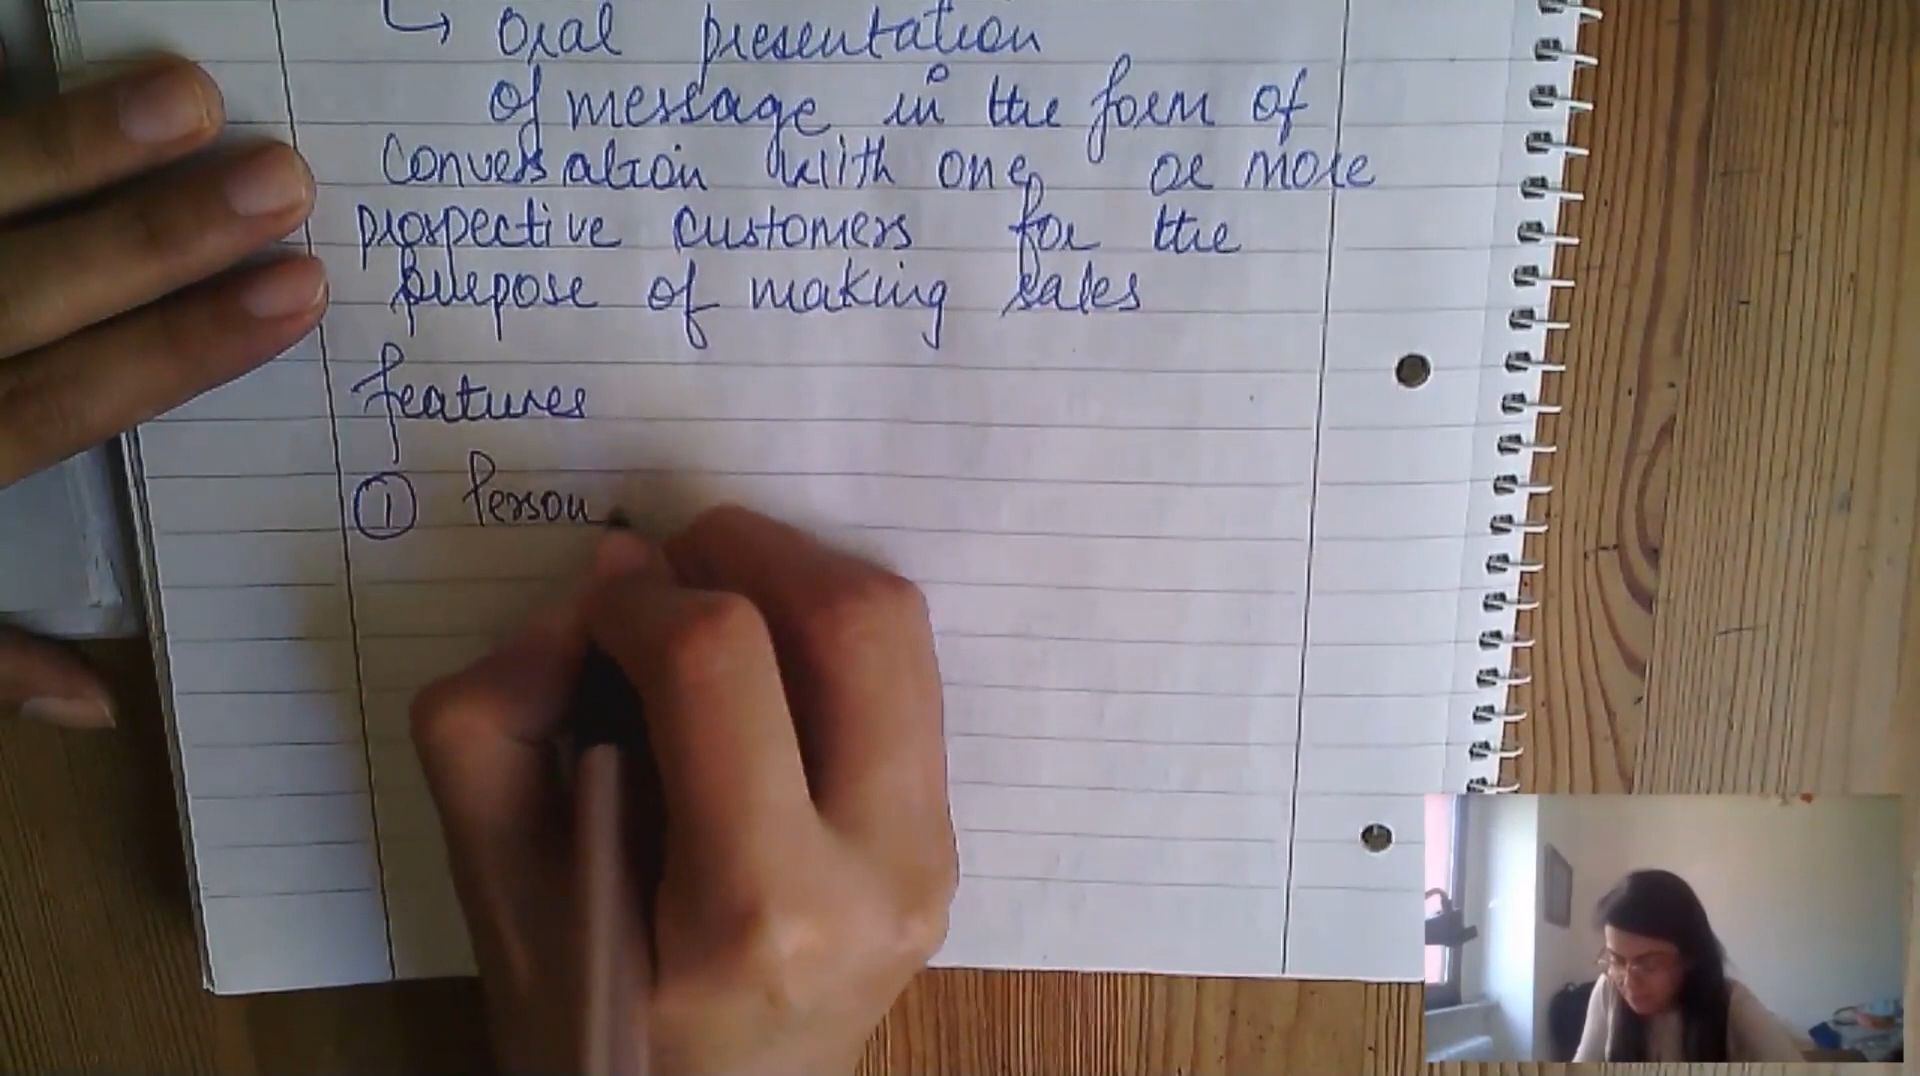 ↳ Oral presentation
of message in the form of
Conversation with one or more
prospective customers for the
purpose of making sales
features
① Person